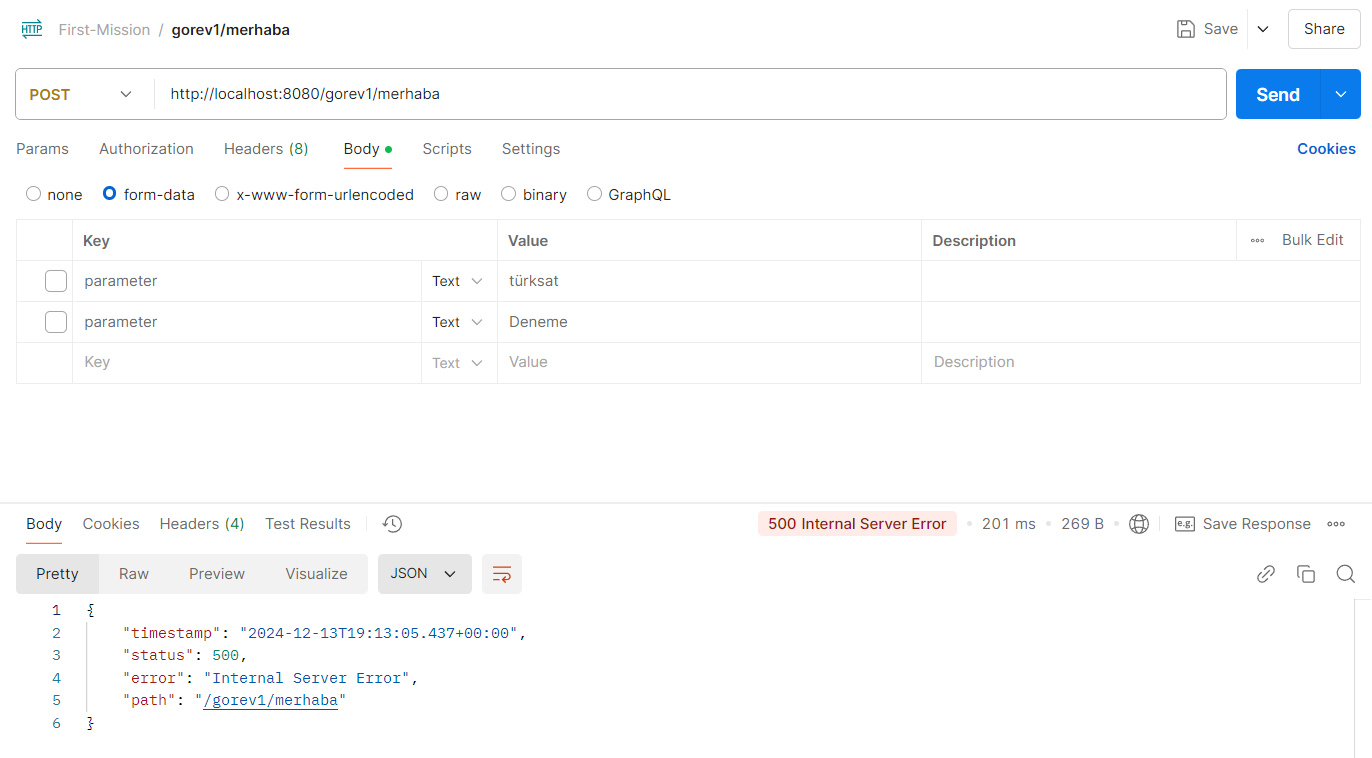 HTTP First-Mission / gorev1/merhaba Save Share
POST http://localhost:8080/gorev1/merhaba Send
Params Authorization Headers (8) Body Scripts Settings Cookies
none form-data x-www-form-urlencoded raw binary GraphQL
Key Value Description Bulk Edit
parameter Text türksat
parameter Text Deneme
Key Text Value Description
Body Cookies Headers (4) Test Results 500 Internal Server Error 201 ms 269 B e.g. Save Response
Pretty Raw Preview Visualize JSON
1 {
2 "timestamp": "2024-12-13T19:13:05.437+00:00",
3 "status": 500,
4 "error": "Internal Server Error",
5 "path": "/gorev1/merhaba"
6 }